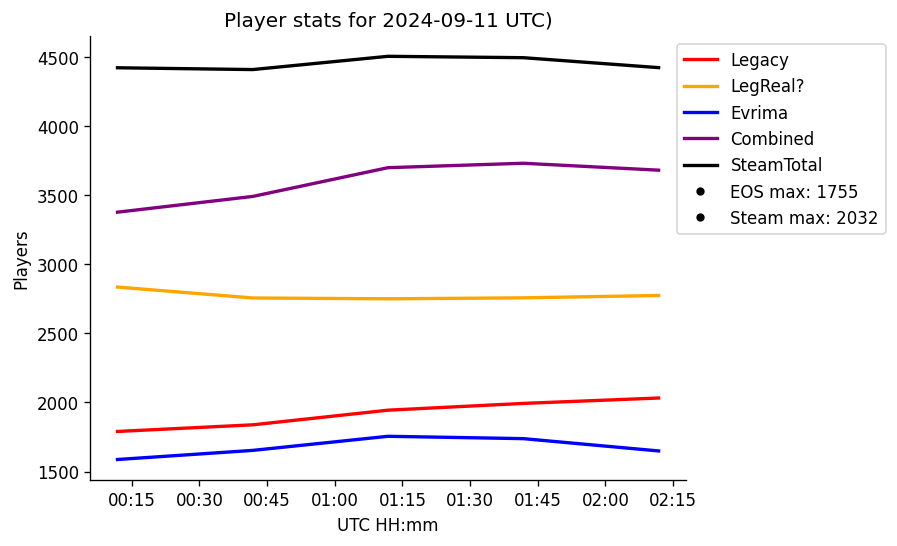 Player stats for 2024-09-11 UTC)
4500
4000
3500
3000
2500
2000
1500
Players
00:15 00:30 00:45 01:00 01:15 01:30 01:45 02:00 02:15
UTC HH:mm
Legacy
LegReal?
Evrima
Combined
SteamTotal
EOS max: 1755
Steam max: 2032